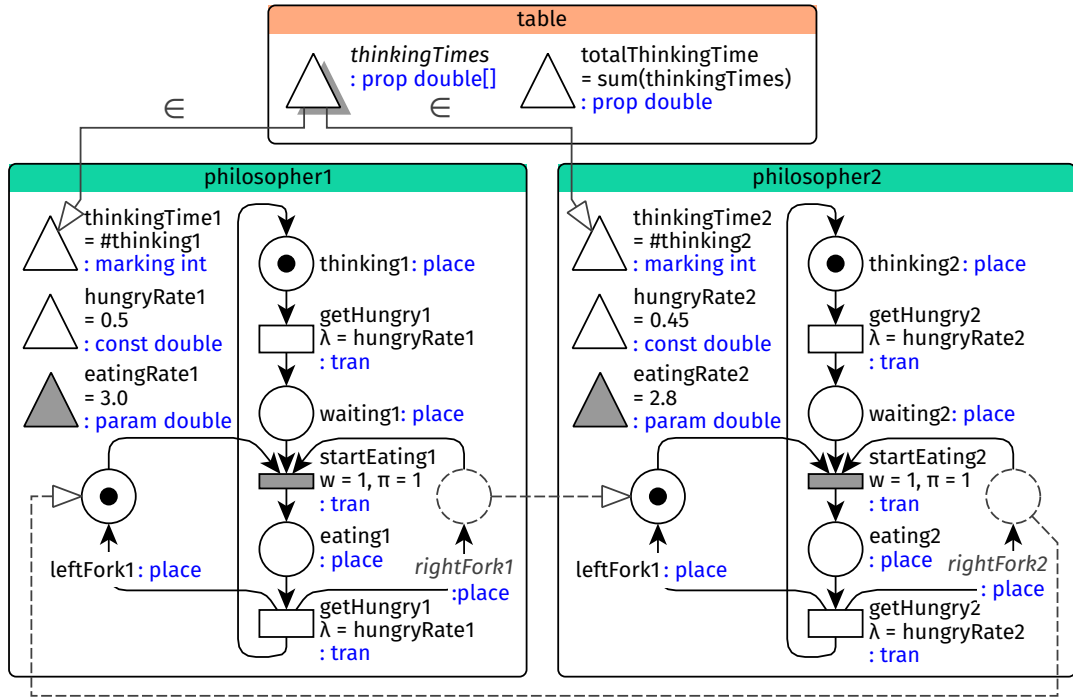 table
thinkingTimes
: prop double[]
totalThinkingTime
= sum(thinkingTimes)
: prop double
∈
∈
philosopher1
thinkingTime1
= #thinking1
: marking int
hungryRate1
= 0.5
: const double
eatingRate1
= 3.0
: param double
thinking1: place
getHungry1
λ = hungryRate1
: tran
waiting1: place
startEating1
w = 1, π = 1
: tran
eating1
: place
leftFork1: place
rightFork1
:place
getHungry1
λ = hungryRate1
: tran
philosopher2
thinkingTime2
= #thinking2
: marking int
hungryRate2
= 0.45
: const double
eatingRate2
= 2.8
: param double
thinking2: place
getHungry2
λ = hungryRate2
: tran
waiting2: place
startEating2
w = 1, π = 1
: tran
eating2
: place
leftFork1: place
rightFork2
: place
getHungry2
λ = hungryRate2
: tran